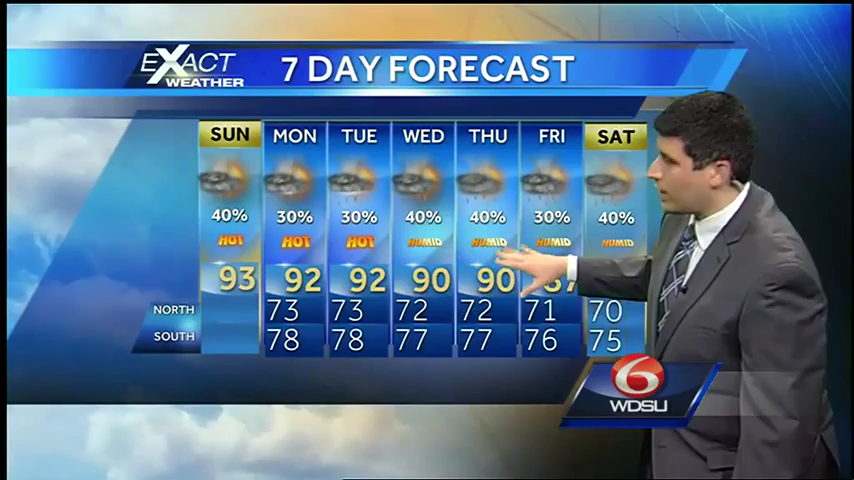 EXACT WEATHER
7 DAY FORECAST
SUN MON TUE WED THU FRI SAT
40% 30% 30% 40% 40% 30% 40%
HOT HOT HOT HUMID HUMID HUMID HUMID
93 92 92 90 90
NORTH 73 73 72 72 71 70
SOUTH 78 78 77 77 76 75
6
WDSU